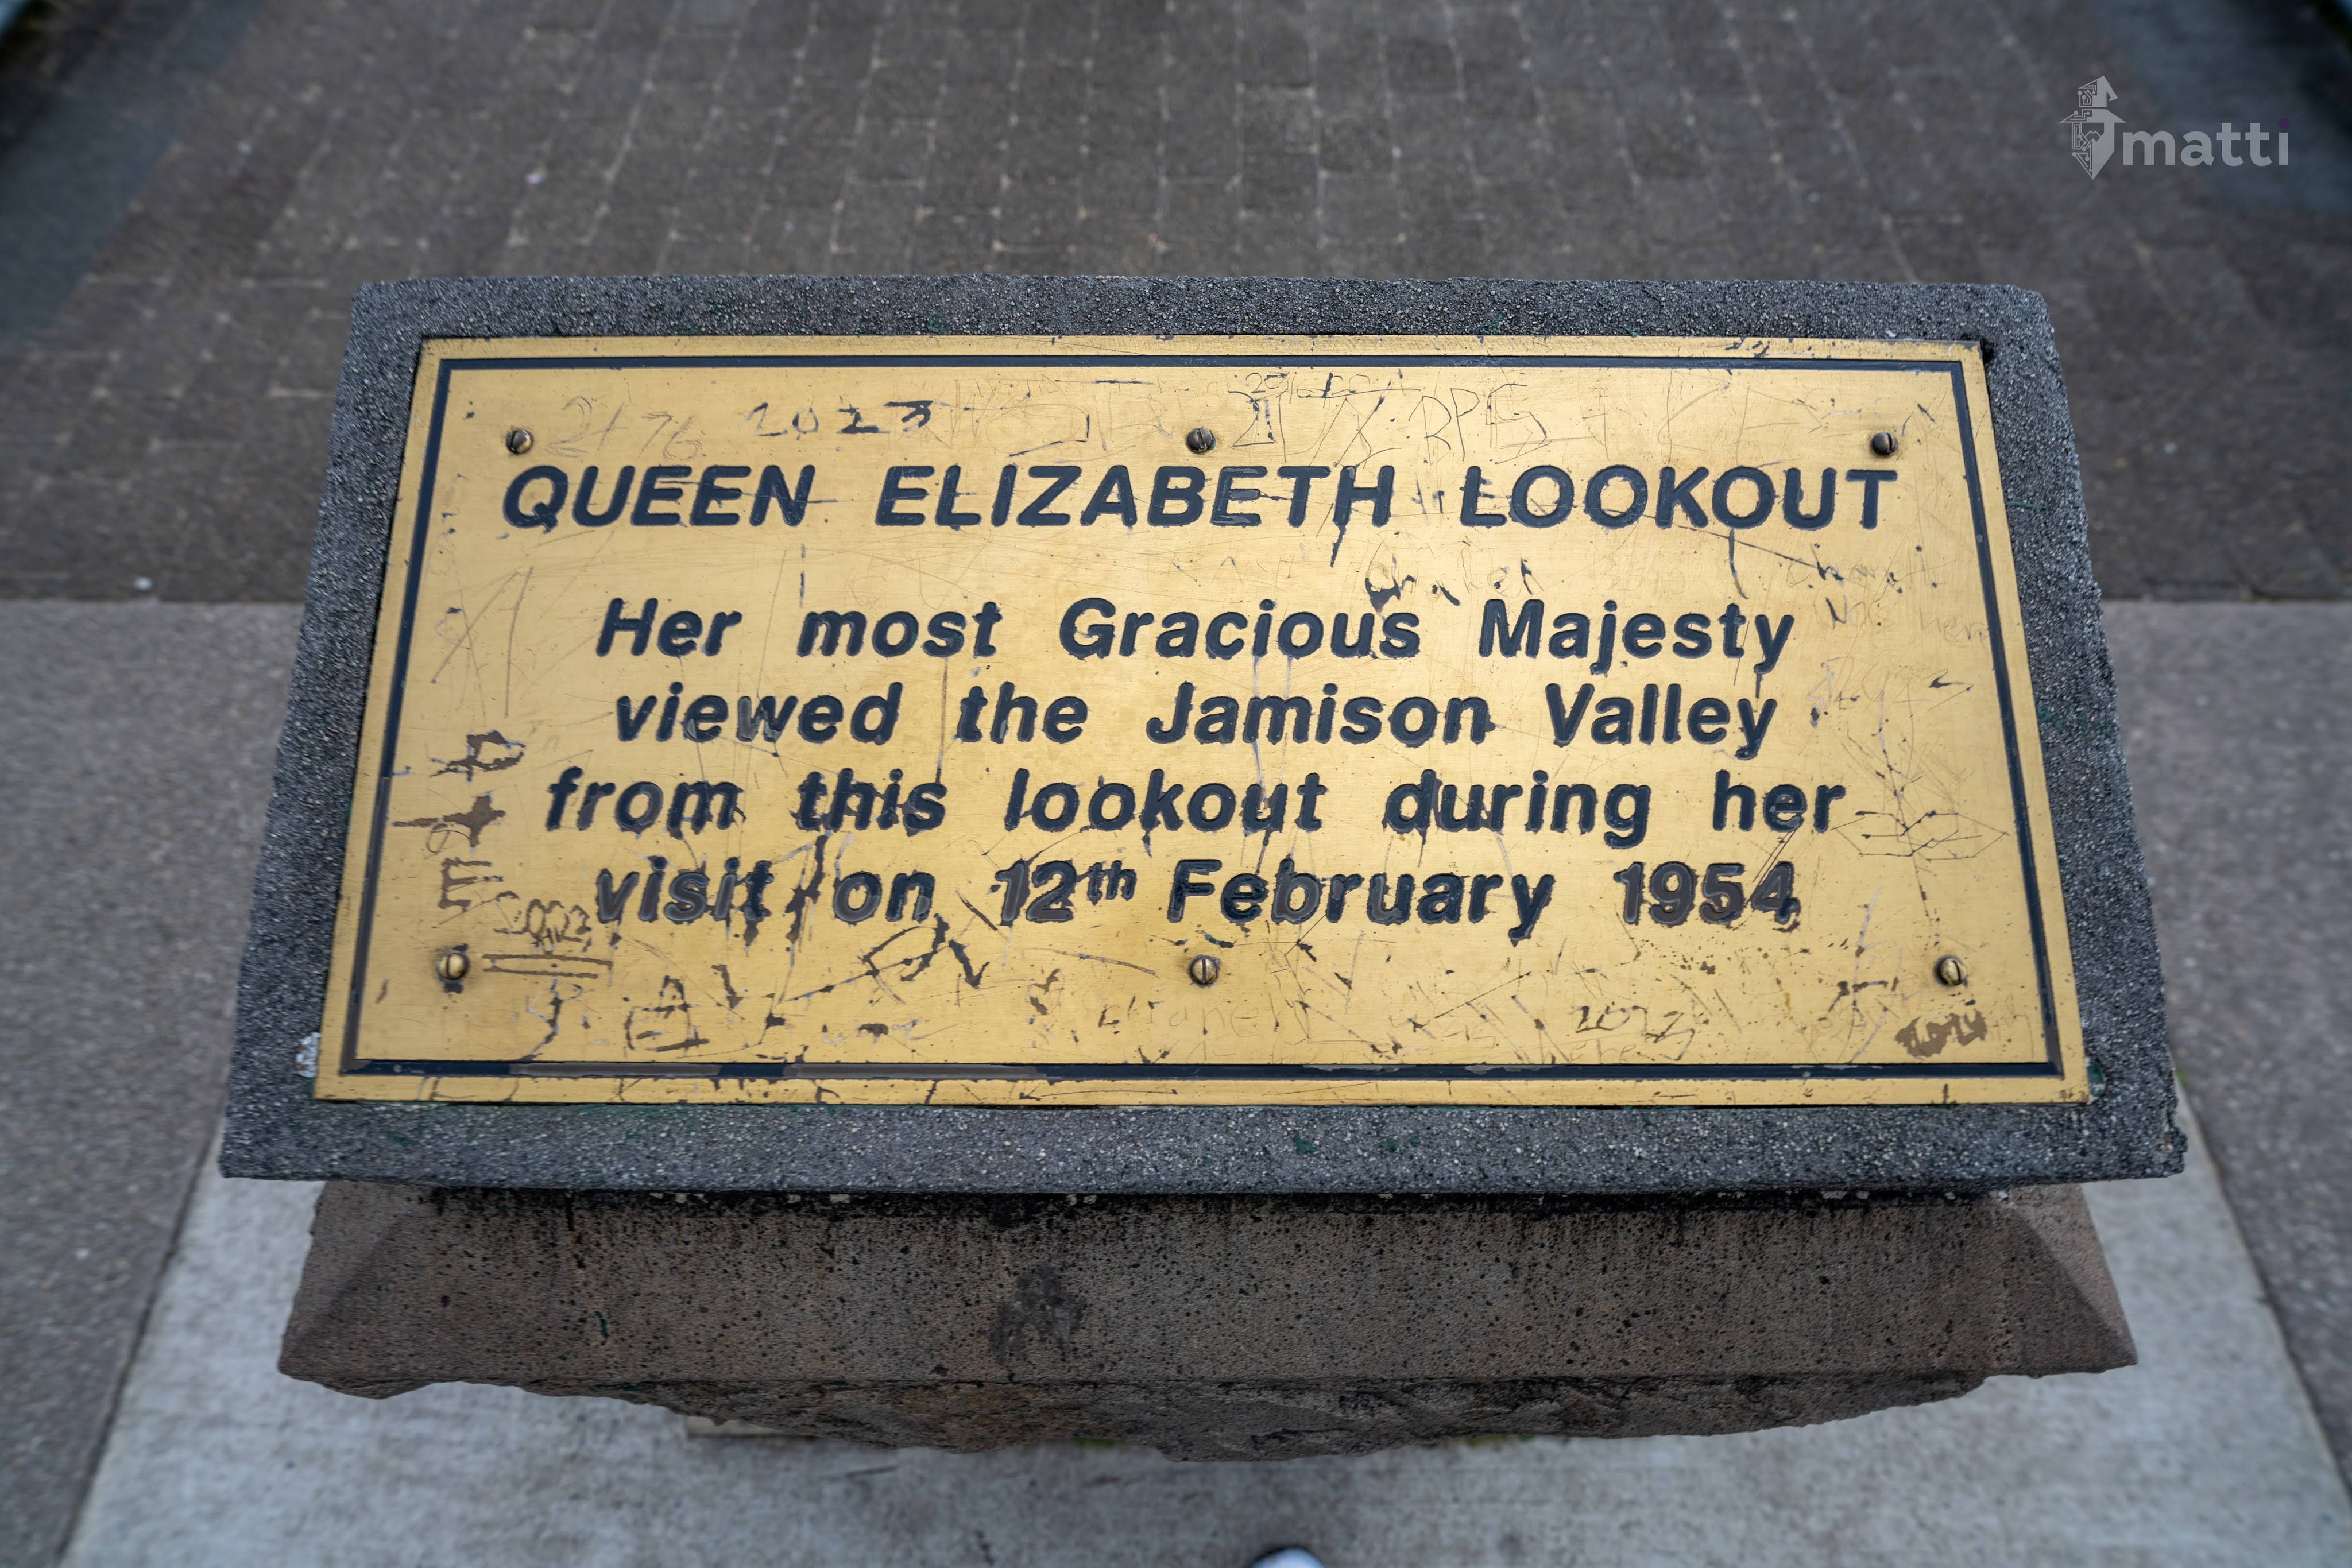 matti
2023
QUEEN ELIZABETH LOOKOUT
Her most Gracious Majesty
viewed the Jamison Valley
from this lookout during her
visit on 12th February 1954